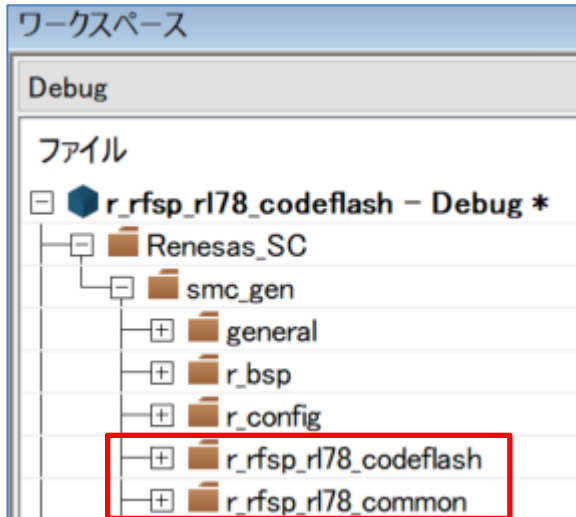 ワークスペース
Debug
ファイル
r_rfsp_rl78_codeflash - Debug *
Renesas_SC
smc_gen
general
r_bsp
r_config
r_rfsp_rl78_codeflash
r_rfsp_rl78_common